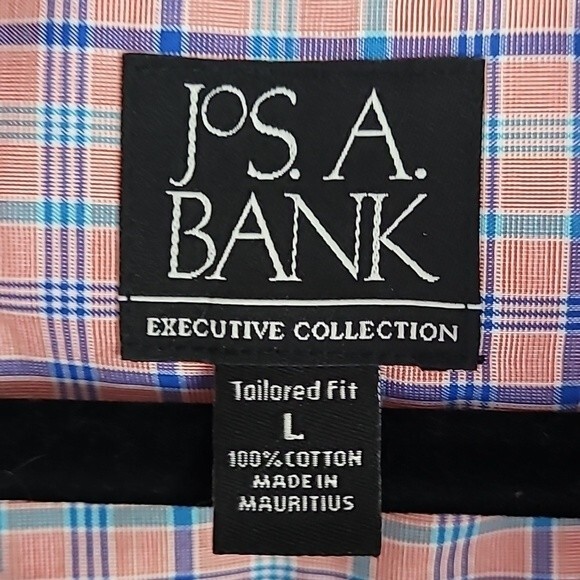 JoS. A.
BANK
EXECUTIVE COLLECTION
Tailored Fit
L
100% COTTON
MADE IN
MAURITIUS